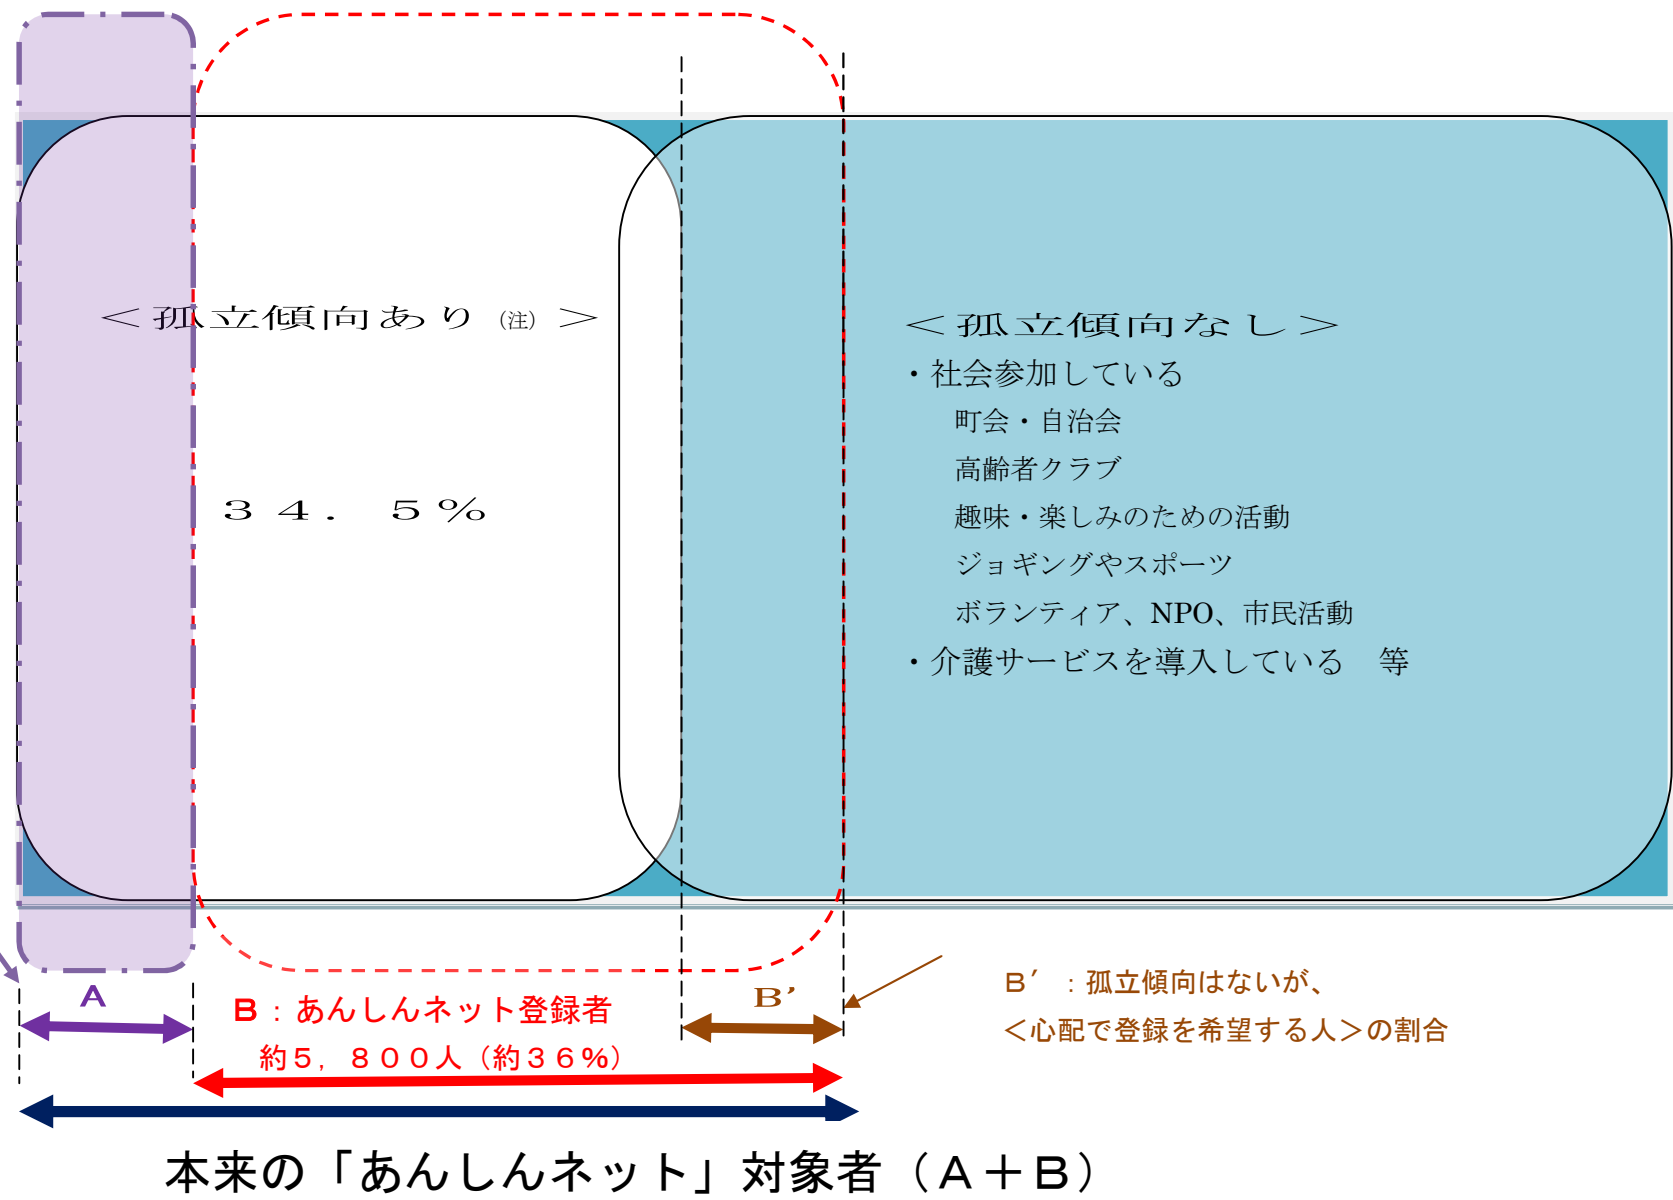 ＜孤立傾向あり（注）＞
３４．５％
＜孤立傾向なし＞
・社会参加している
町会・自治会
高齢者クラブ
趣味・楽しみのための活動
ジョギングやスポーツ
ボランティア、NPO、市民活動
・介護サービスを導入している　等
A
B：あんしんネット登録者
約５，８００人（約３６％）
B’
B′：孤立傾向はないが、
＜心配で登録を希望する人＞の割合
本来の「あんしんネット」対象者（A＋B）